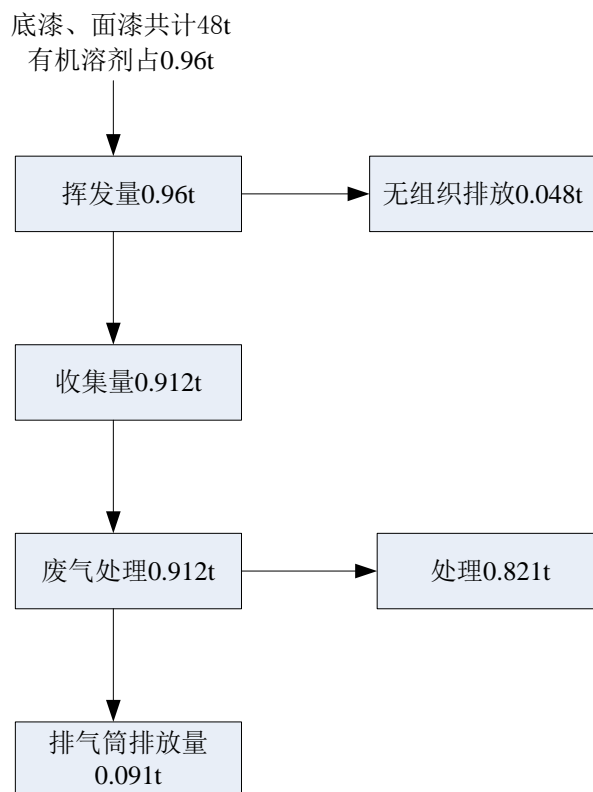 底漆、面漆共计48t
有机溶剂占0.96t
挥发量0.96t
无组织排放0.048t
收集量0.912t
废气处理0.912t
处理0.821t
排气筒排放量
0.091t